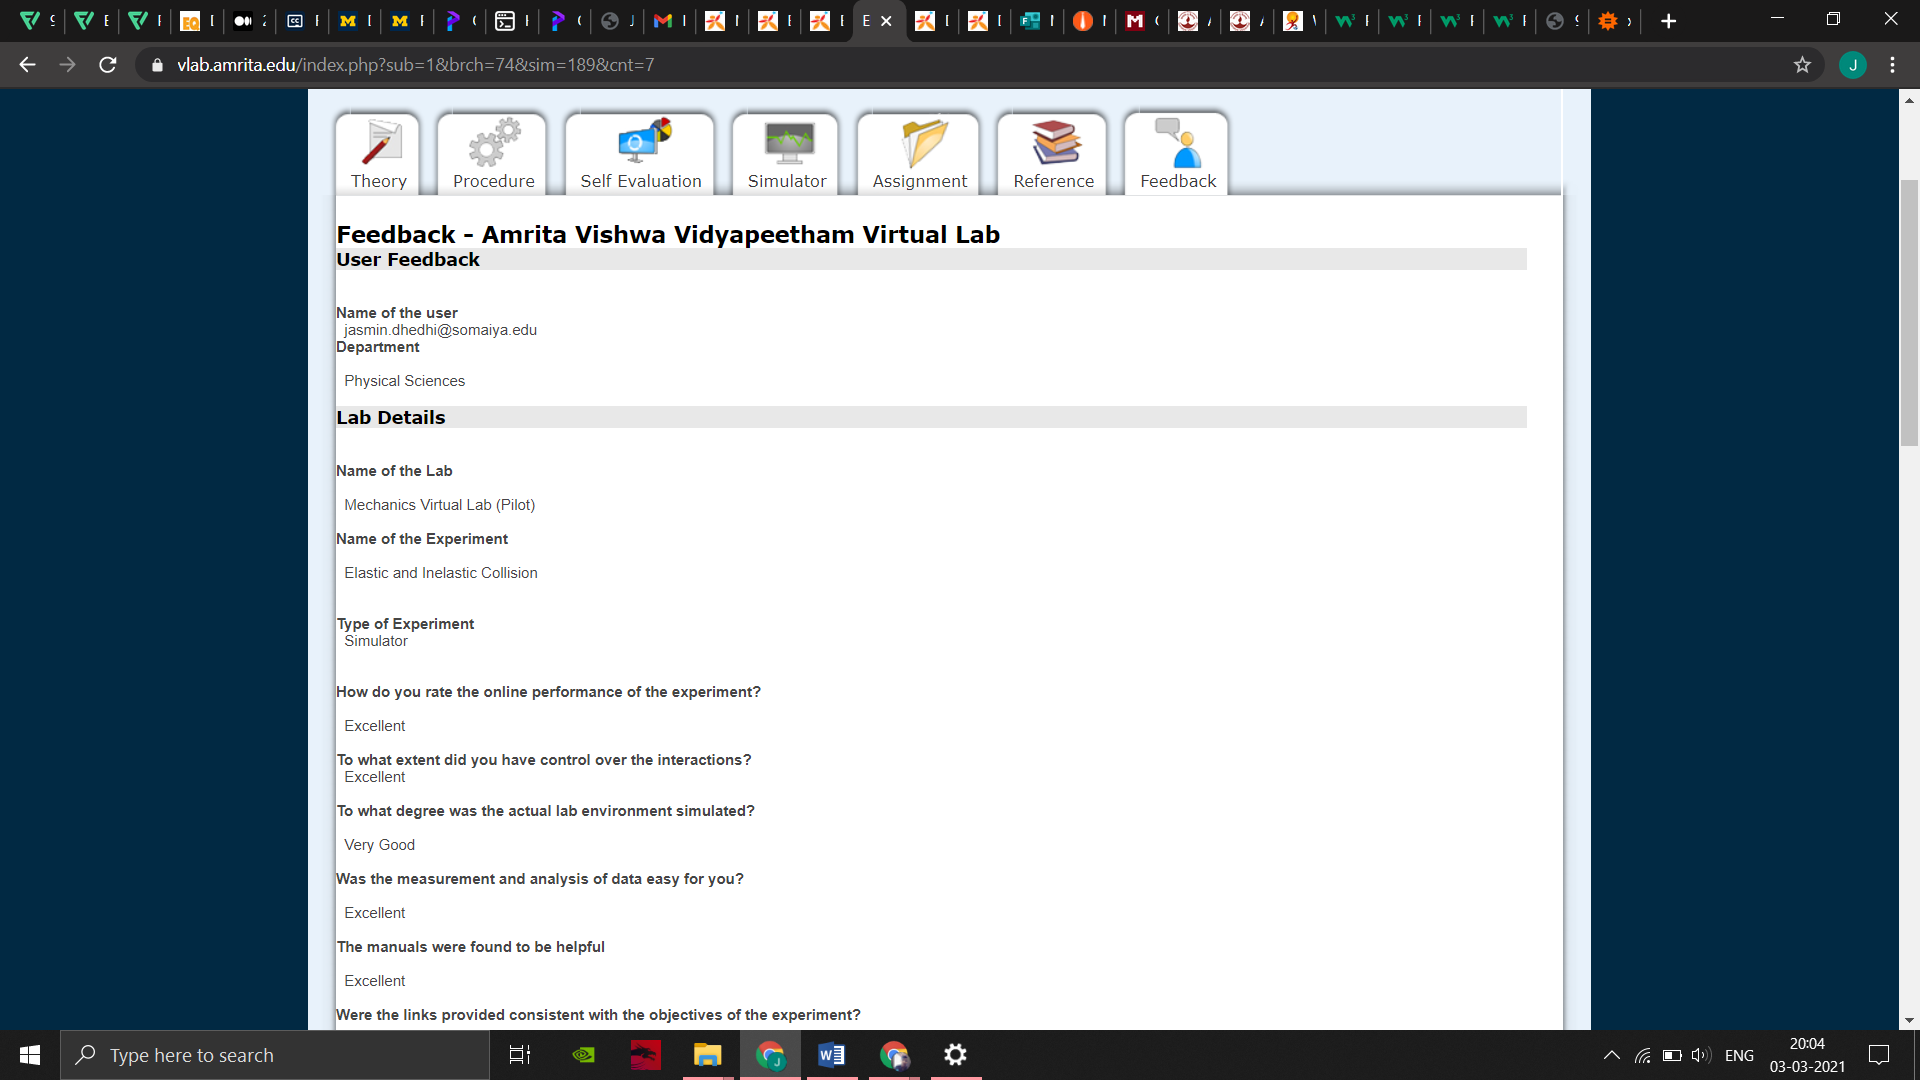 vlab.amrita.edu/index.php?sub=1&brch=74&sim=189&cnt=7
J
Theory
Procedure
Self Evaluation
Simulator
Assignment
Reference
Feedback
Feedback - Amrita Vishwa Vidyapeetham Virtual Lab
User Feedback
Name of the user
jasmin.dhedhi@somaiya.edu
Department
Physical Sciences
Lab Details
Name of the Lab
Mechanics Virtual Lab (Pilot)
Name of the Experiment
Elastic and Inelastic Collision
Type of Experiment
Simulator
How do you rate the online performance of the experiment?
Excellent
To what extent did you have control over the interactions?
Excellent
To what degree was the actual lab environment simulated?
Very Good
Was the measurement and analysis of data easy for you?
Excellent
The manuals were found to be helpful
Excellent
Were the links provided consistent with the objectives of the experiment?
Type here to search
ENG
20:04
03-03-2021